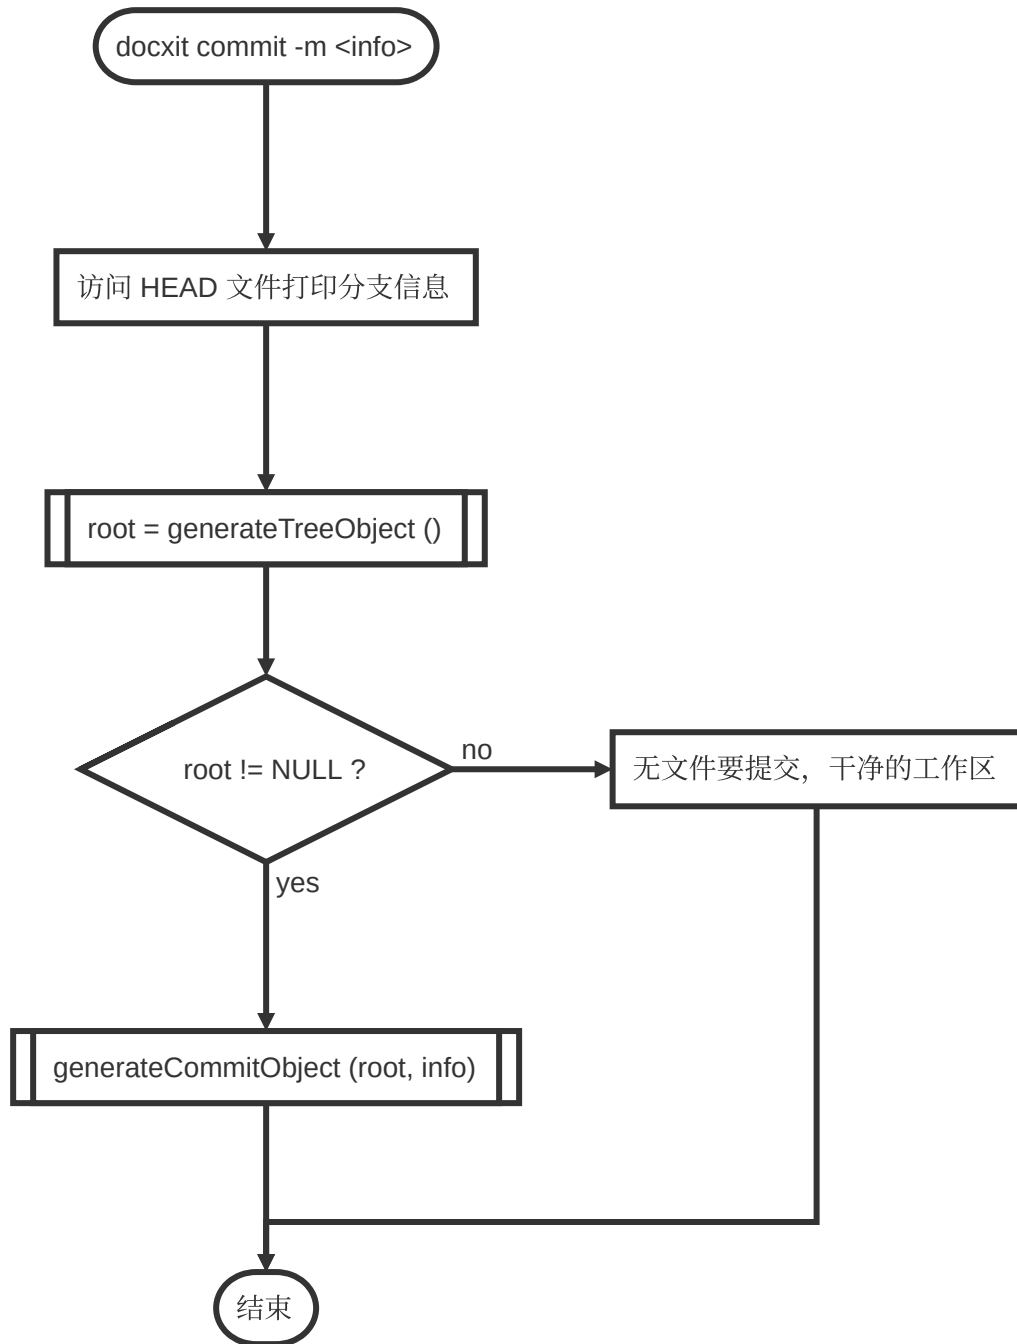 docxit commit -m <info>
访问 HEAD 文件打印分支信息
root = generateTreeObject ()
root != NULL ?
no
无文件要提交，干净的工作区
yes
generateCommitObject (root, info)
结束